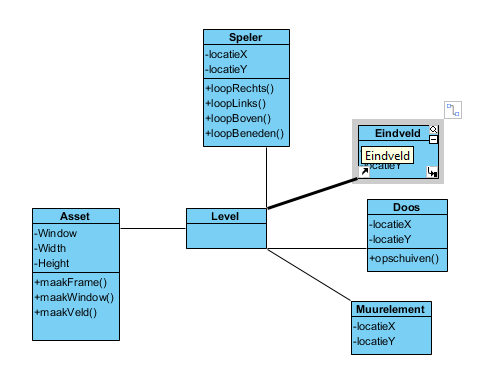 Speler
-locatieX
-locatieY
+loopRechts()
+loopLinks()
+loopBoven()
+loopBeneden()
Eindveld
Eindveld
Asset
-Window
-Width
-Height
+maakFrame()
+maakWindow()
+maakVeld()
Level
Doos
-locatieX
-locatieY
+opschuiven()
Muurelement
-locatieX
-locatieY